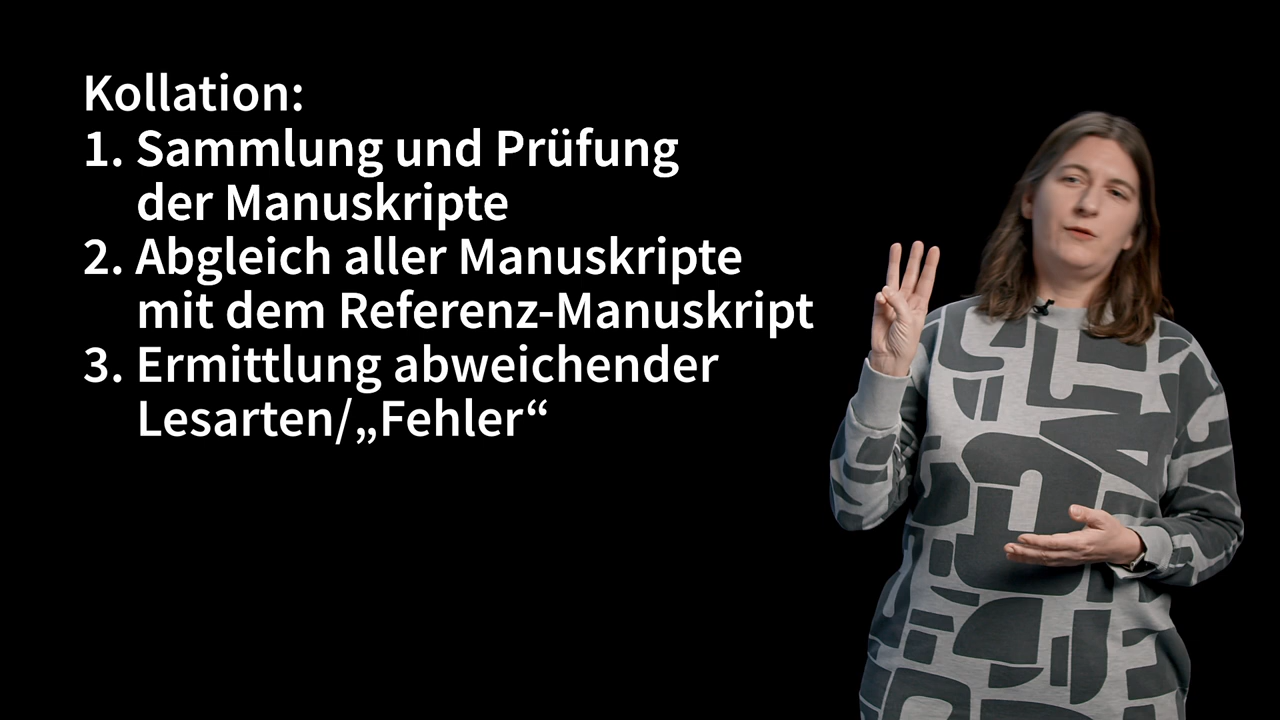 Kollation:
1. Sammlung und Prüfung
der Manuskripte
2. Abgleich aller Manuskripte
mit dem Referenz-Manuskript
3. Ermittlung abweichender
Lesarten/„Fehler“